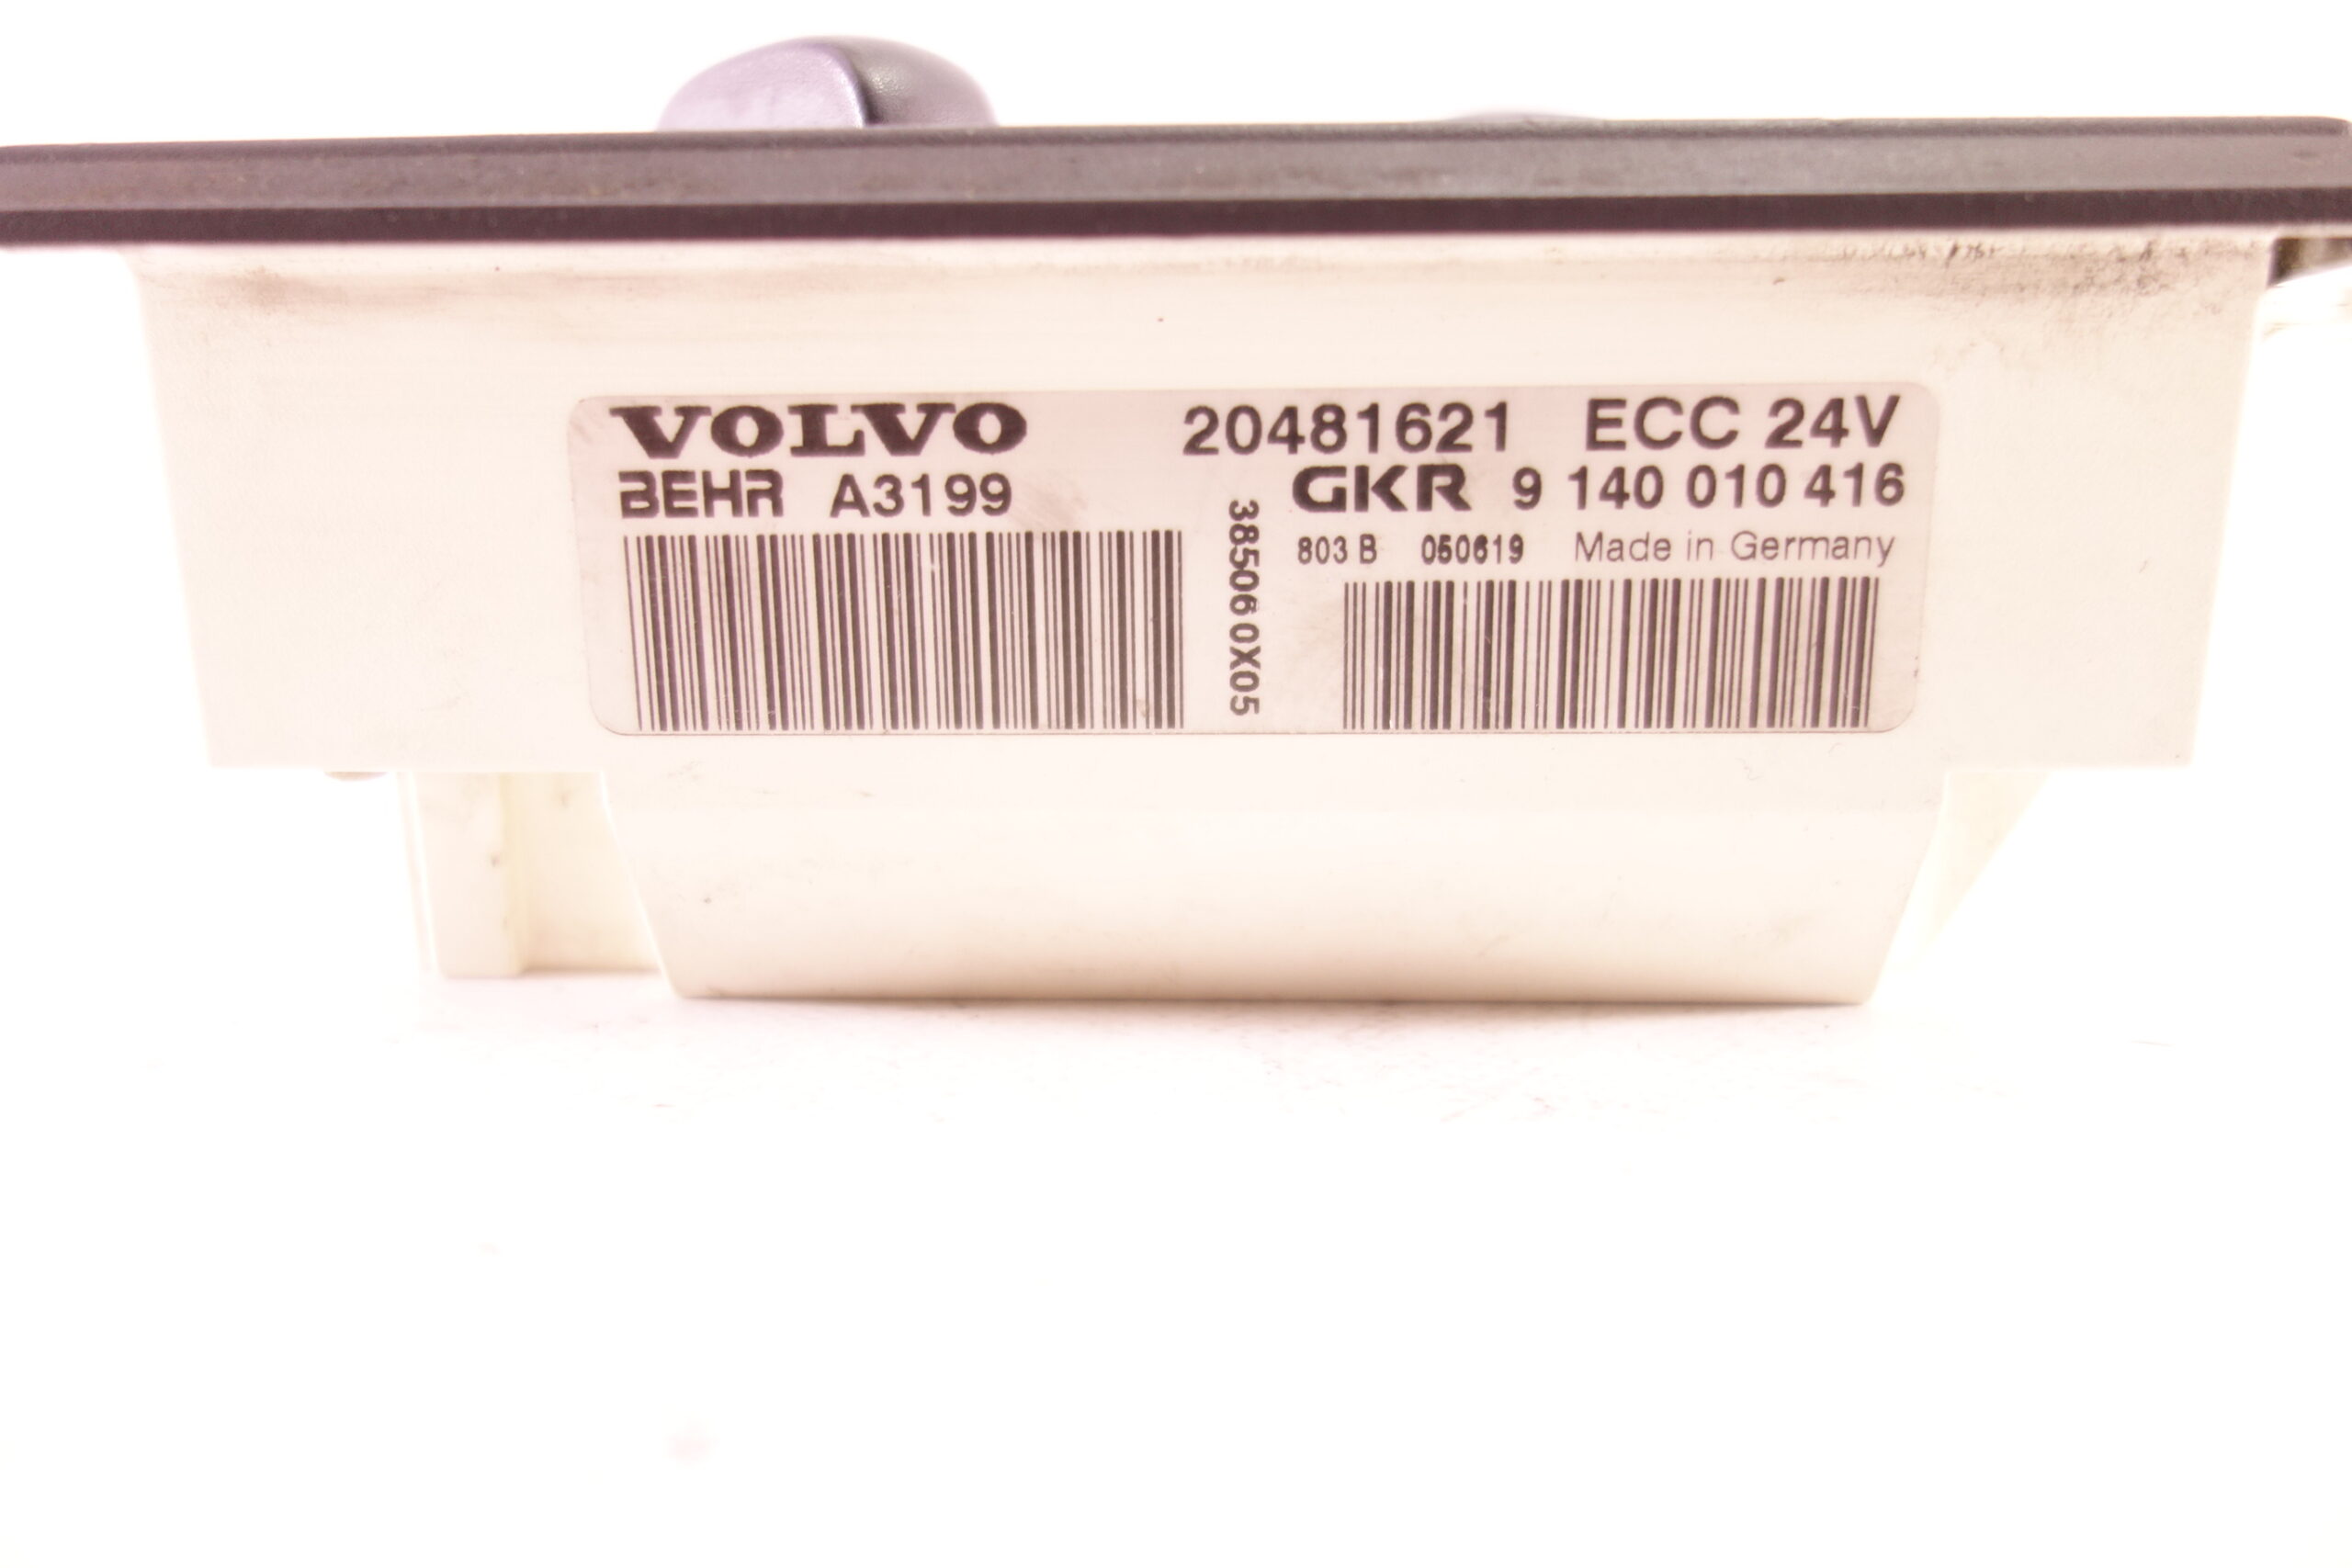 VOLVO 20481621 ECC 24V
BEHR A3199 GKR 9 140 010 416
803 B 050619 Made in Germany
385060X05